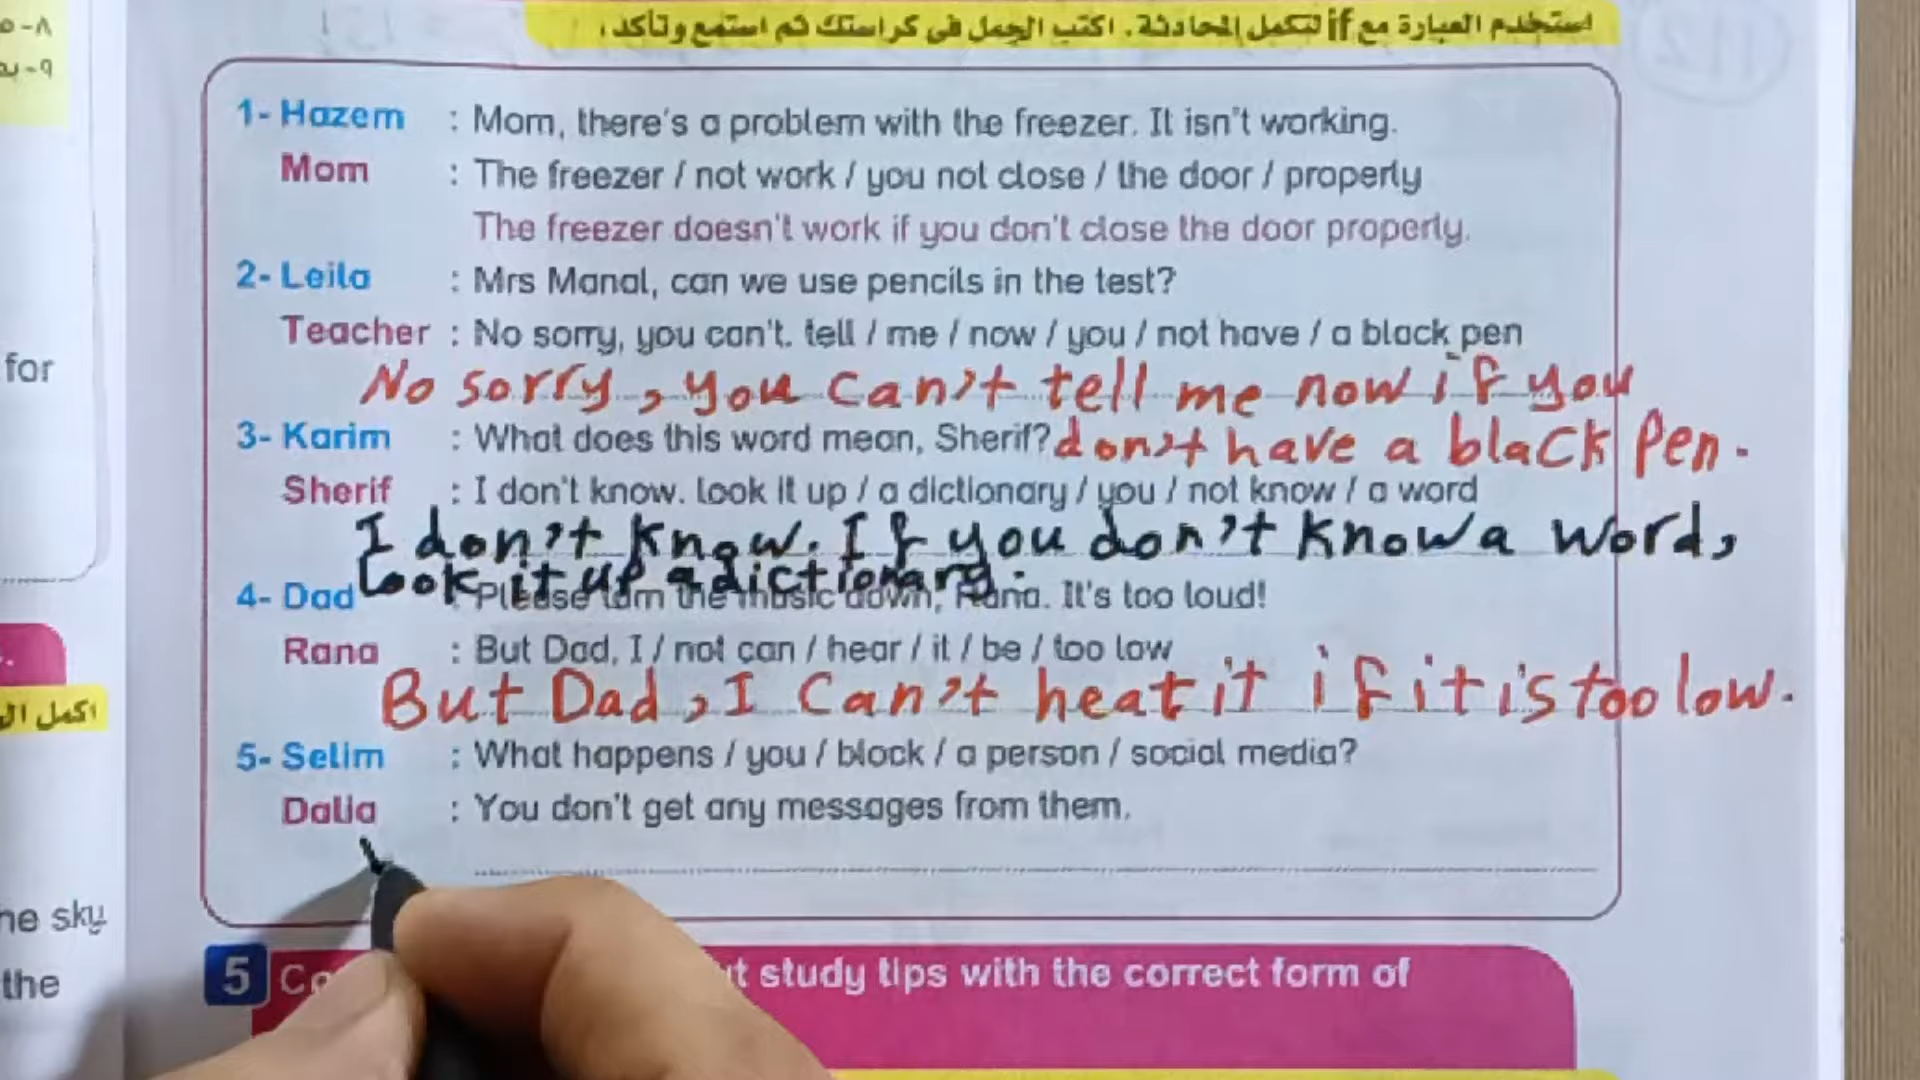 ٨-
٩-
استخدم العبارة مع if لتكمل المحادثة. اكتب الجمل فى كراستك ثم استمع وتأكد :
1- Hazem : Mom, there's a problem with the freezer. It isn't working.
Mom : The freezer / not work / you not close / the door / properly
The freezer doesn't work if you don't close the door properly.
2- Leila : Mrs Manal, can we use pencils in the test?
Teacher : No sorry, you can't. tell / me / now / you / not have / a black pen
No sorry, you can't tell me now if you
for
3- Karim : What does this word mean, Sherif? don't have a black pen.
Sherif : I don't know. look it up / a dictionary / you / not know / a word
I don't know. If you don't know a word,
look it up a dictionary.
4- Dad : Please turn the music down, Rana. It's too loud!
Rana : But Dad, I / not can / hear / it / be / too low
But Dad, I can't heat it if it is too low.
اكمل
5- Selim : What happens / you / block / a person / social media?
Dalia : You don't get any messages from them.
he sky
the
5 study tips with the correct form of